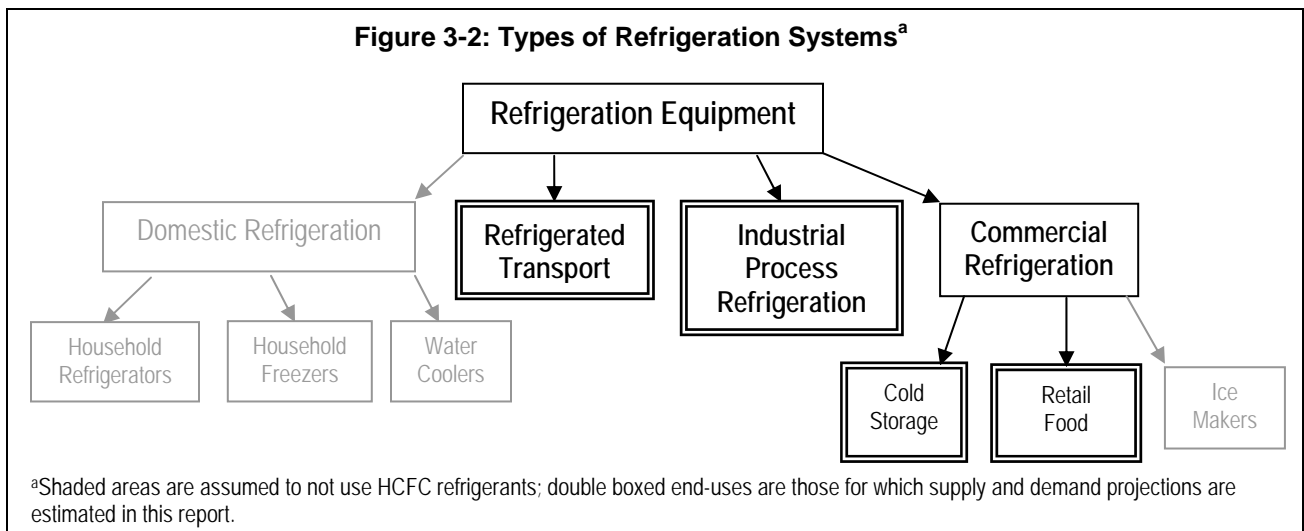 Figure 3-2: Types of Refrigeration Systemsa
Refrigeration Equipment
Domestic Refrigeration
Refrigerated
Transport
Industrial
Process
Refrigeration
Commercial
Refrigeration
Household
Refrigerators
Household
Freezers
Water
Coolers
Cold
Storage
Retail
Food
Ice
Makers
aShaded areas are assumed to not use HCFC refrigerants; double boxed end-uses are those for which supply and demand projections are
estimated in this report.